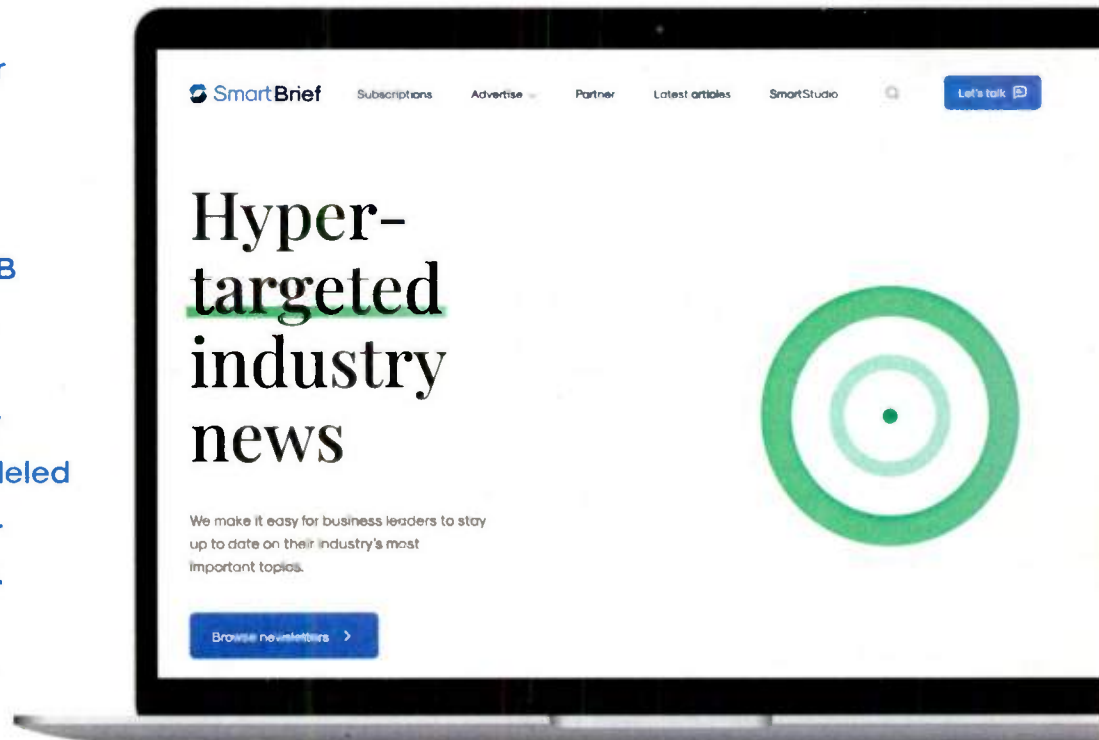 r
B
leled
SmartBrief
Subscriptions
Advertise
Partner
Latest articles
SmartStudio
Let's talk
Hyper-
targeted
industry
news
We make it easy for business leaders to stay
up to date on their industry's most
important topics.
Browse newsletters